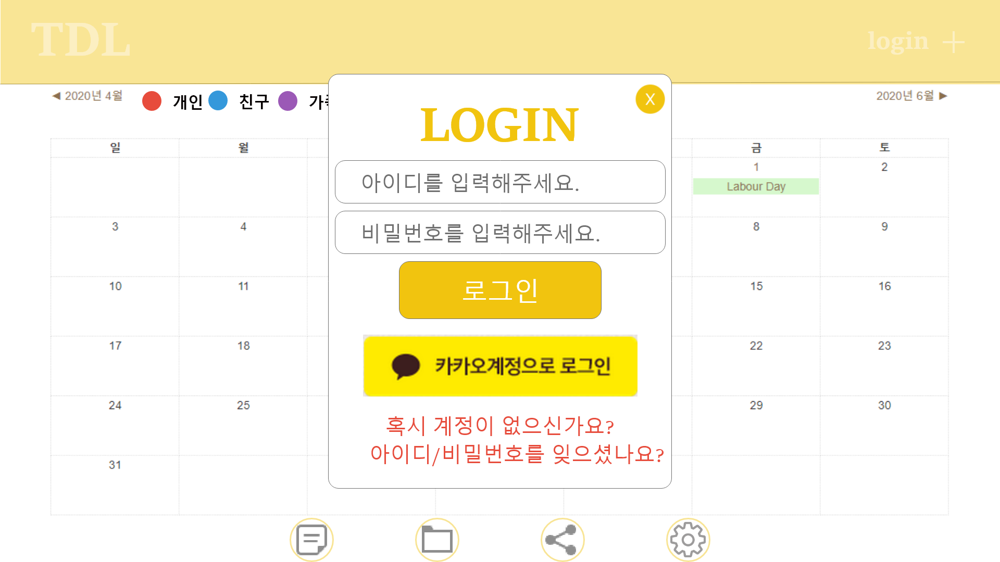 TDL
login
◀ 2020년 4월
개인 친구
2020년 6월 ▶
X
LOGIN
일 월 금 토
아이디를 입력해주세요.
1 2
Labour Day
비밀번호를 입력해주세요.
3 4 8 9
로그인
10 11 15 16
카카오계정으로 로그인
17 18 22 23
24 25 29 30
혹시 계정이 없으신가요?
아이디/비밀번호를 잊으셨나요?
31